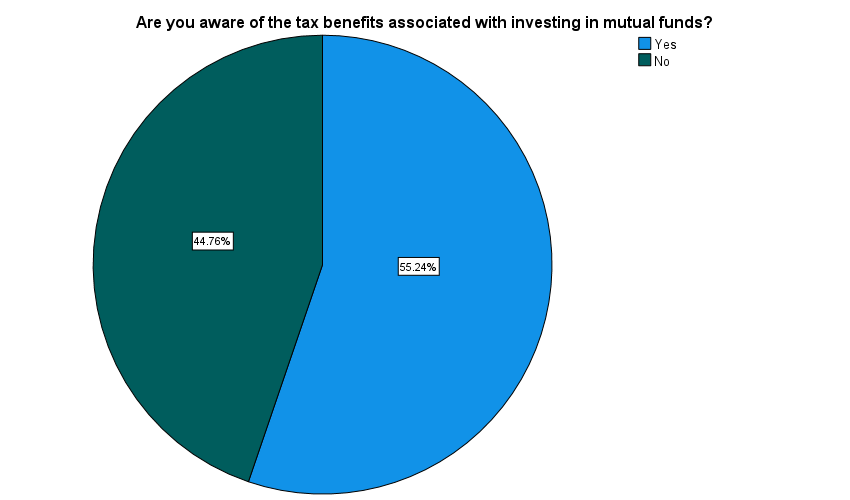 Are you aware of the tax benefits associated with investing in mutual funds?
Yes
No
44.76%
55.24%